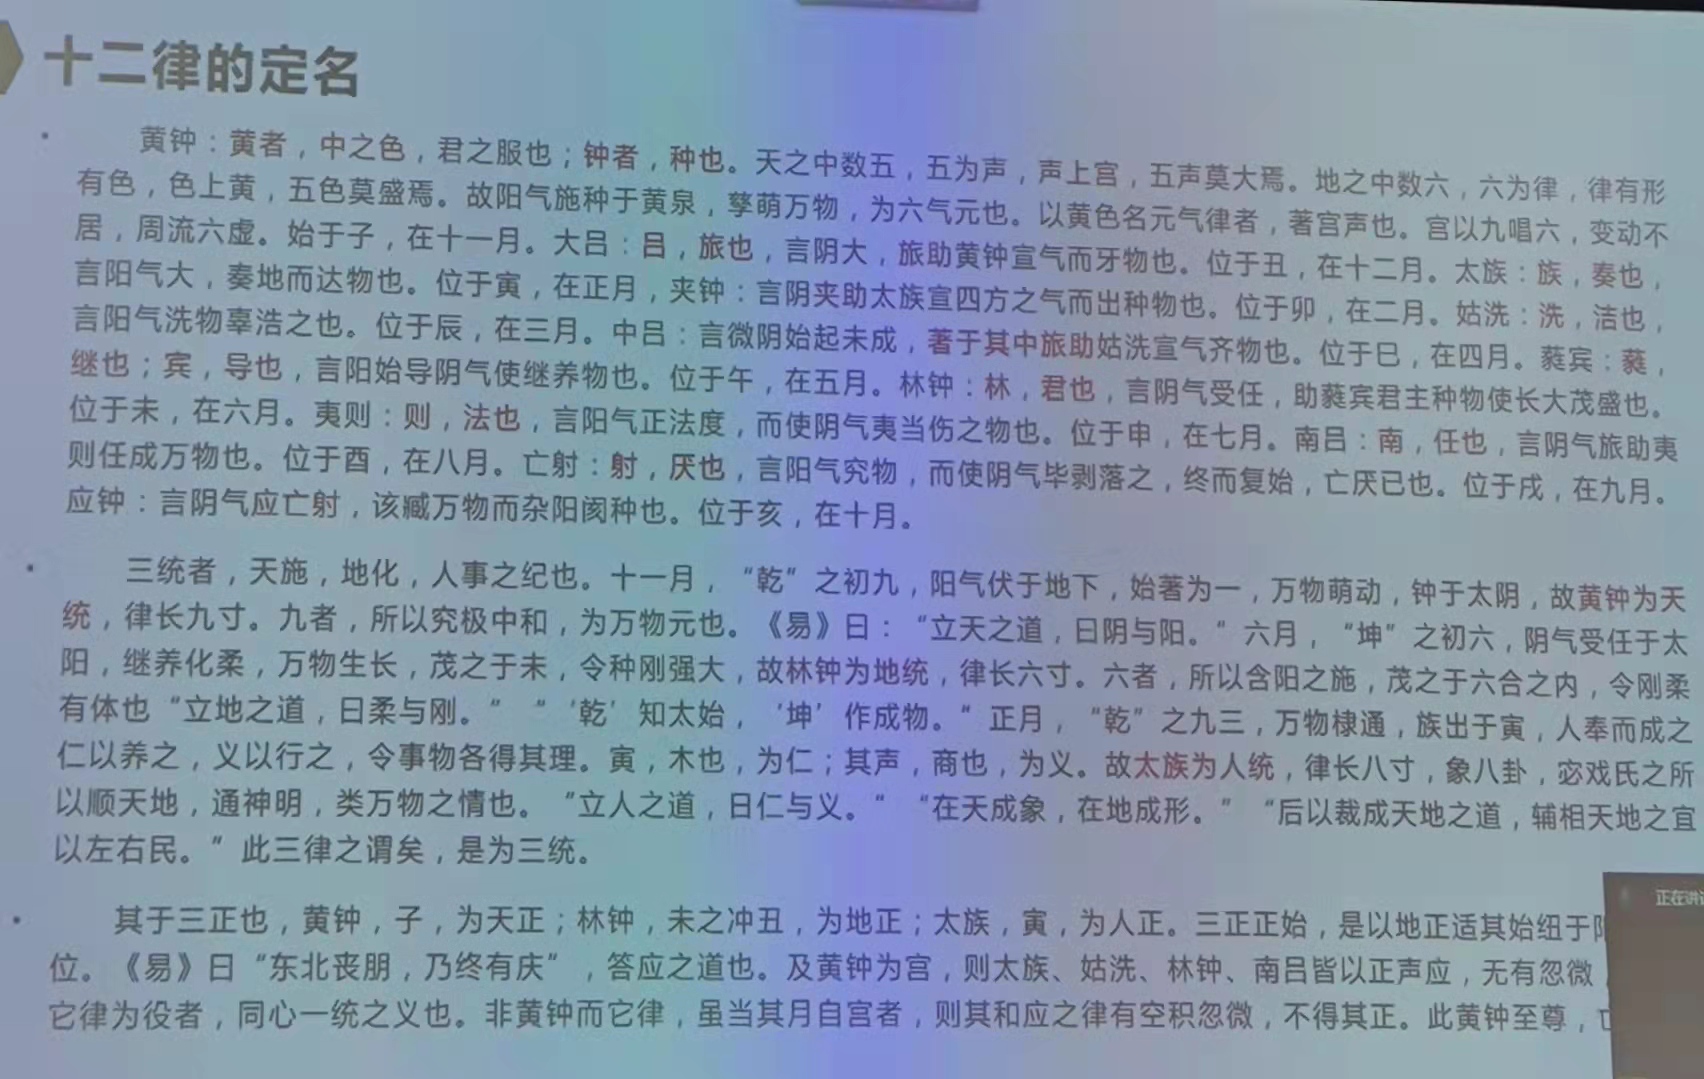 十二律的定名
黄钟：黄者，中之色，君之服也；钟者，种也。天之中数五，五为声，声上宫，五声莫大焉。地之中数六，六为律，律有形
有色，色上黄，五色莫盛焉。故阳气施种于黄泉，孳萌万物，为六气元也。以黄色名元气律者，著宫声也。宫以九唱六，变动不
居，周流六虚。始于子，在十一月。大吕：吕，旅也，言阴大，旅助黄钟宣气而牙物也。位于丑，在十二月。太族：族，奏也，
言阳气大，奏地而达物也。位于寅，在正月，夹钟：言阴夹助太族宣四方之气而出种物也。位于卯，在二月。姑洗：洗，洁也，
言阳气洗物辜浩之也。位于辰，在三月。中吕：言微阴始起未成，著于其中旅助姑洗宣气齐物也。位于巳，在四月。蕤宾：蕤，
继也；宾，导也，言阳始导阴气使继养物也。位于午，在五月。林钟：林，君也，言阴气受任，助蕤宾君主种物使长大茂盛也。
位于未，在六月。夷则：则，法也，言阳气正法度，而使阴气夷当伤之物也。位于申，在七月。南吕：南，任也，言阴气旅助夷
则任成万物也。位于酉，在八月。亡射：射，厌也，言阳气究物，而使阴气毕剥落之，终而复始，亡厌已也。位于戌，在九月。
应钟：言阴气应亡射，该臧万物而杂阳阂种也。位于亥，在十月。
三统者，天施，地化，人事之纪也。十一月，“乾”之初九，阳气伏于地下，始著为一，万物萌动，钟于太阴，故黄钟为天
统，律长九寸。九者，所以究极中和，为万物元也。《易》曰：“立天之道，曰阴与阳。”六月，“坤”之初六，阴气受任于太
阳，继养化柔，万物生长，茂之于未，令种刚强大，故林钟为地统，律长六寸。六者，所以含阳之施，茂之于六合之内，令刚柔
有体也“立地之道，曰柔与刚。”“‘乾’知太始，‘坤’作成物。”正月，“乾”之九三，万物棣通，族出于寅，人奉而成之
仁以养之，义以行之，令事物各得其理。寅，木也，为仁；其声，商也，为义。故太族为人统，律长八寸，象八卦，宓戏氏之所
以顺天地，通神明，类万物之情也。“立人之道，曰仁与义。”“在天成象，在地成形。”“后以裁成天地之道，辅相天地之宜
以左右民。”此三律之谓矣，是为三统。
其于三正也，黄钟，子，为天正；林钟，未之冲丑，为地正；太族，寅，为人正。三正正始，是以地正适其始纽于
位。《易》曰“东北丧朋，乃终有庆”，答应之道也。及黄钟为宫，则太族、姑洗、林钟、南吕皆以正声应，无有忽微
它律为役者，同心一统之义也。非黄钟而它律，虽当其月自宫者，则其和应之律有空积忽微，不得其正。此黄钟至尊，
正在讲